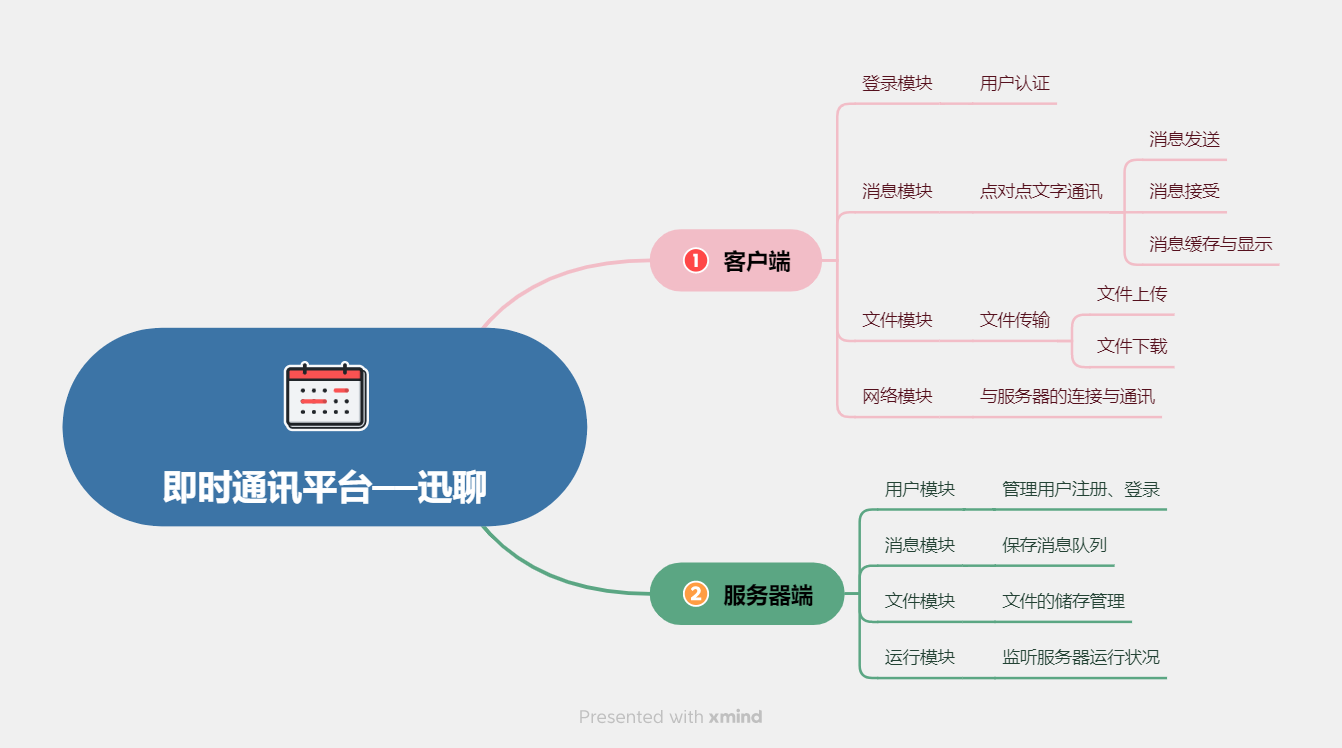 即时通讯平台——迅聊
1 客户端
登录模块 用户认证
消息模块 点对点文字通讯
消息发送
消息接受
消息缓存与显示
文件模块 文件传输
文件上传
文件下载
网络模块 与服务器的连接与通讯
2 服务器端
用户模块 管理用户注册、登录
消息模块 保存消息队列
文件模块 文件的储存管理
运行模块 监听服务器运行状况
Presented with xmind